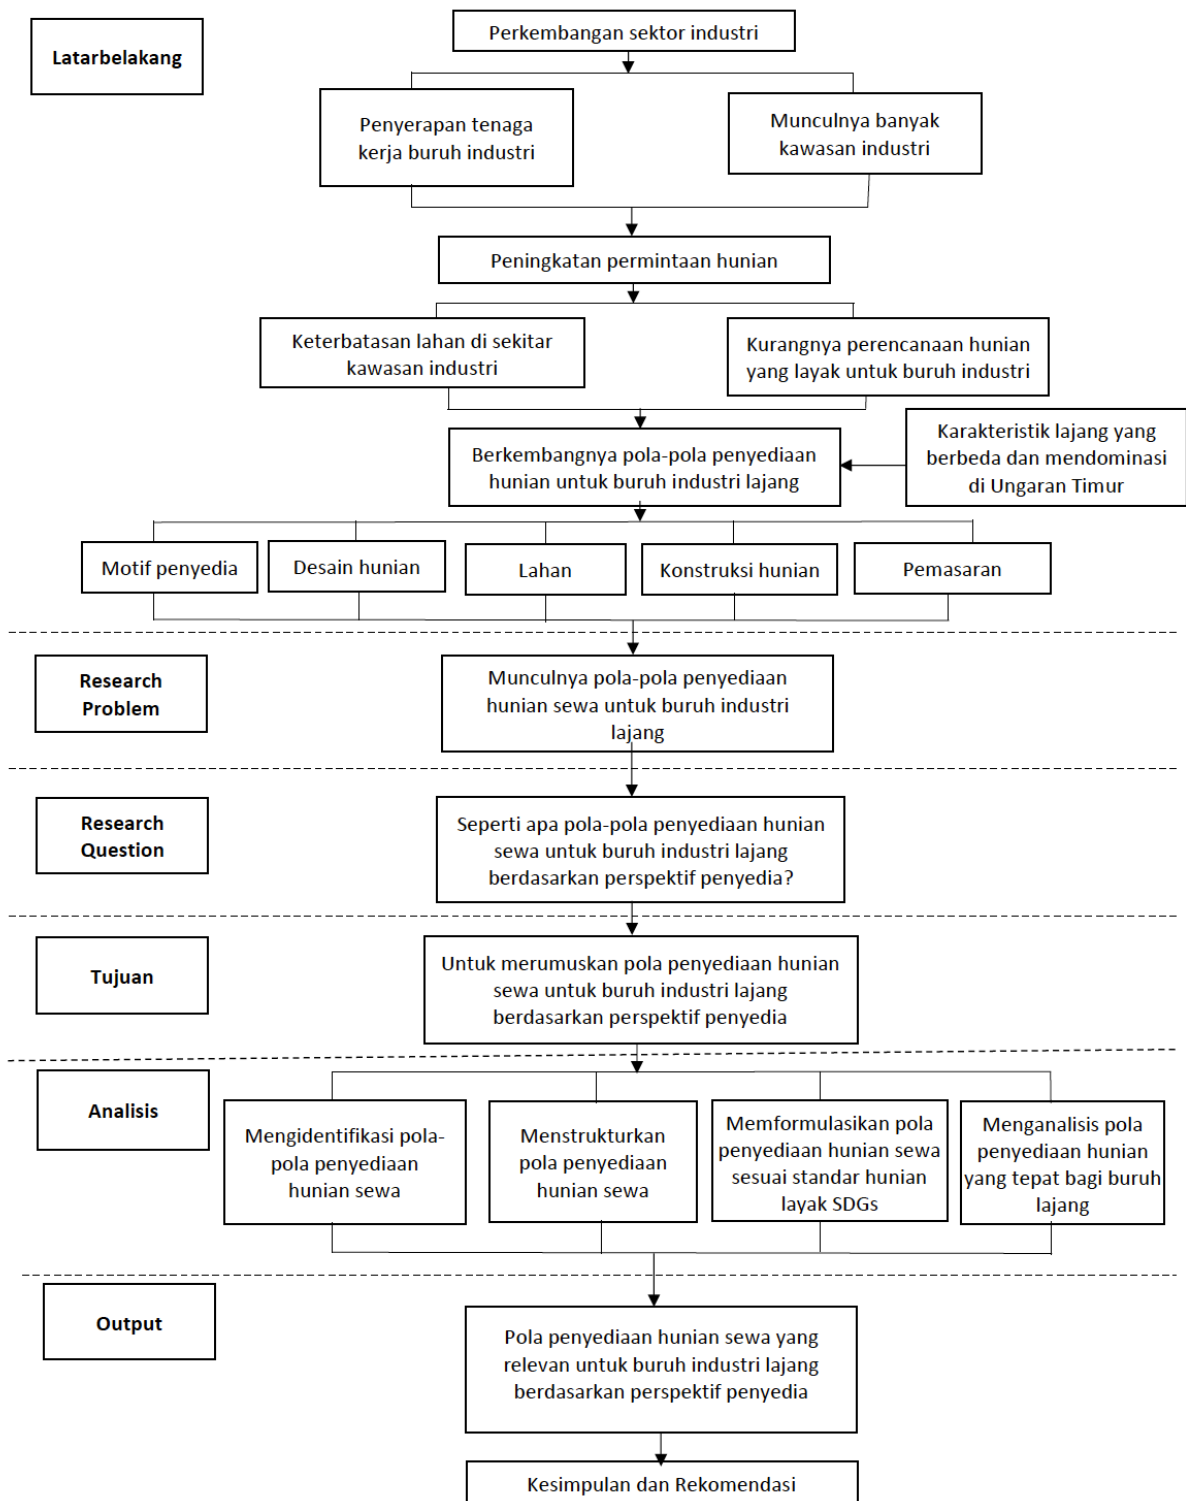 Latarbelakang
Perkembangan sektor industri
Penyerapan tenaga
kerja buruh industri
Munculnya banyak
kawasan industri
Peningkatan permintaan hunian
Keterbatasan lahan di sekitar
kawasan industri
Kurangnya perencanaan hunian
yang layak untuk buruh industri
Berkembangnya pola-pola penyediaan
hunian untuk buruh industri lajang
Karakteristik lajang yang
berbeda dan mendominasi
di Ungaran Timur
Motif penyedia
Desain hunian
Lahan
Konstruksi hunian
Pemasaran
Research
Problem
Munculnya pola-pola penyediaan
hunian sewa untuk buruh industri
lajang
Research
Question
Seperti apa pola-pola penyediaan hunian
sewa untuk buruh industri lajang
berdasarkan perspektif penyedia?
Tujuan
Untuk merumuskan pola penyediaan hunian
sewa untuk buruh industri lajang
berdasarkan perspektif penyedia
Analisis
Mengidentifikasi pola-
pola penyediaan
hunian sewa
Menstrukturkan
pola penyediaan
hunian sewa
Memformulasikan pola
penyediaan hunian sewa
sesuai standar hunian
layak SDGs
Menganalisis pola
penyediaan hunian
yang tepat bagi buruh
lajang
Output
Pola penyediaan hunian sewa yang
relevan untuk buruh industri lajang
berdasarkan perspektif penyedia
Kesimpulan dan Rekomendasi